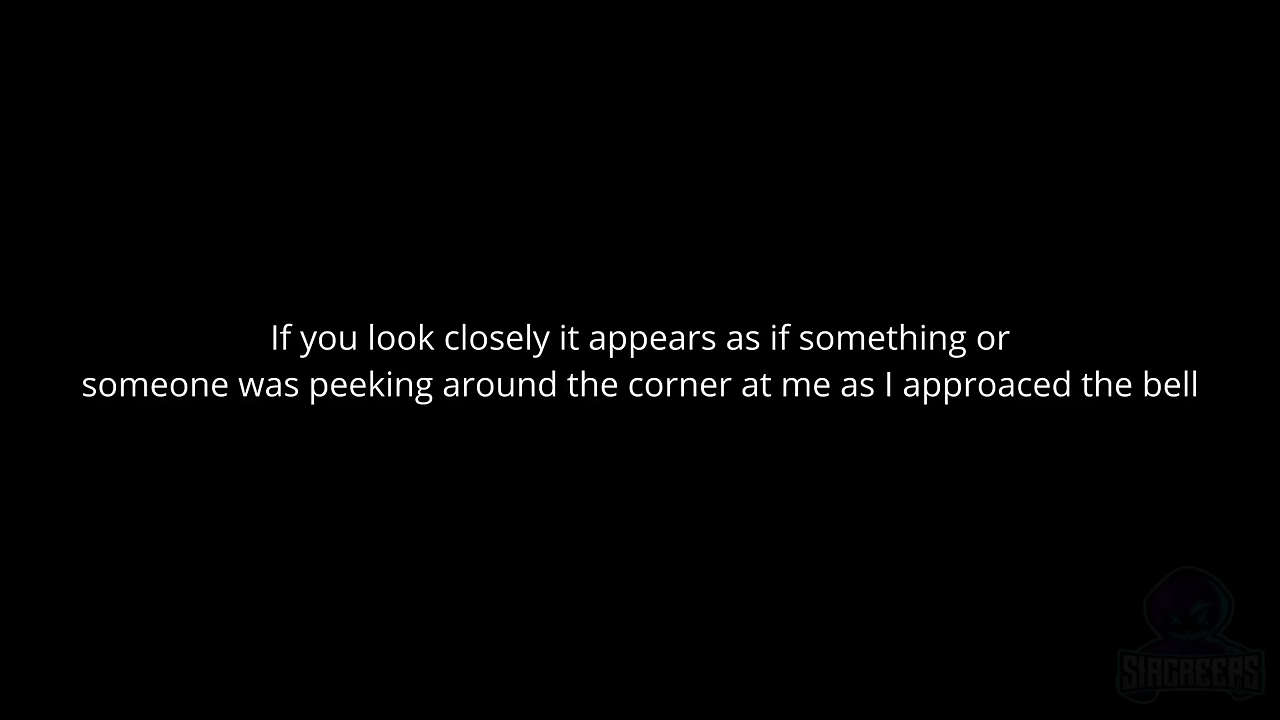 If you look closely it appears as if something or
someone was peeking around the corner at me as I approaced the bell
SIRCREEPS